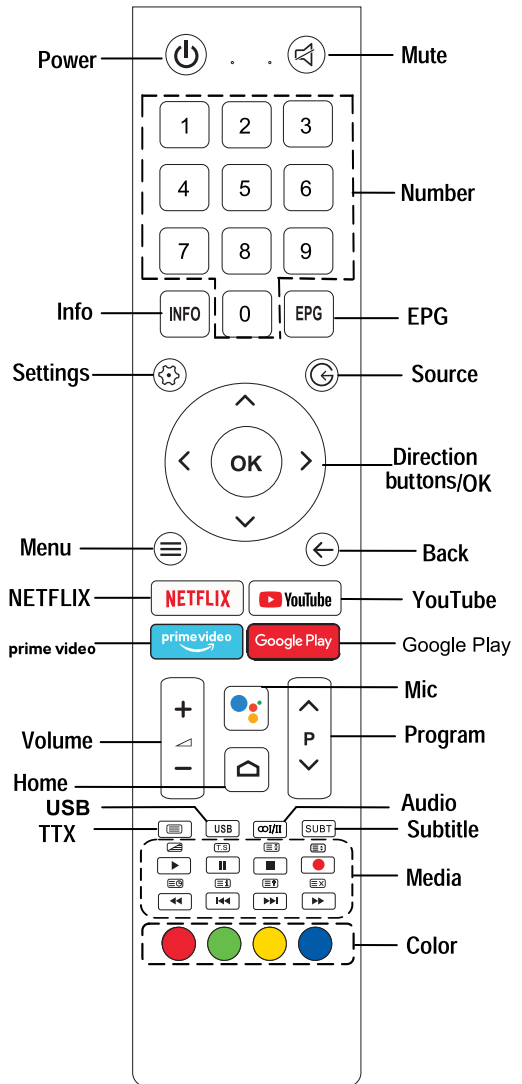 Power
Mute
1 2 3
4 5 6
Number
7 8 9
Info
INFO
0
EPG
EPG
Settings
Source
OK
Direction
buttons/OK
Menu
Back
NETFLIX
NETFLIX
YouTube
YouTube
prime video
prime video
Google Play
Google Play
Mic
+
P
−
Volume
Program
Home
USB
Audio
TTX
USB
I/II
SUBT
Subtitle
T.S
Media
Color